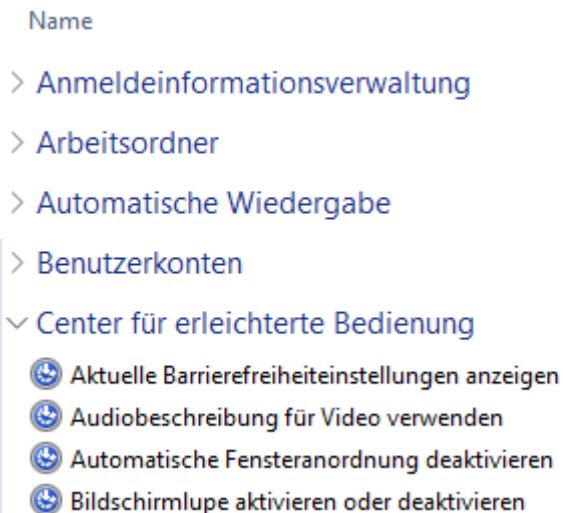 Name
Anmeldeinformationsverwaltung
Arbeitsordner
Automatische Wiedergabe
Benutzerkonten
Center für erleichterte Bedienung
Aktuelle Barrierefreiheiteinstellungen anzeigen
Audiobeschreibung für Video verwenden
Automatische Fensteranordnung deaktivieren
Bildschirmlupe aktivieren oder deaktivieren